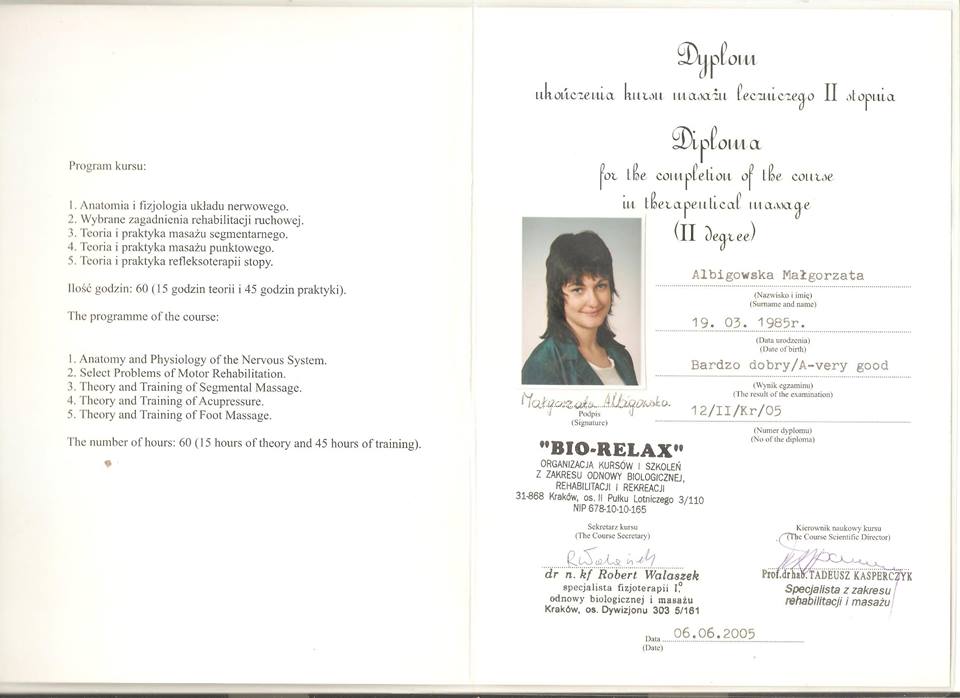 Program kursu:
1. Anatomia i fizjologia układu nerwowego.
2. Wybrane zagadnienia rehabilitacji ruchowej.
3. Teoria i praktyka masażu segmentarnego.
4. Teoria i praktyka masażu punktowego.
5. Teoria i praktyka refleksoterapii stopy.
Ilość godzin: 60 (15 godzin teorii i 45 godzin praktyki).
The programme of the course:
1. Anatomy and Physiology of the Nervous System.
2. Select Problems of Motor Rehabilitation.
3. Theory and Training of Segmental Massage.
4. Theory and Training of Acupressure.
5. Theory and Training of Foot Massage.
The number of hours: 60 (15 hours of theory and 45 hours of training).
Dyplom
ukończenia kursu masażu leczniczego II stopnia
Diploma
for the completion of the course
in therapeutical massage
(II degree)
Albigowska Małgorzata
(Nazwisko i imię)
(Surname and name)
19. 03. 1985r.
(Data urodzenia)
(Date of birth)
Bardzo dobry/A-very good
(Wynik egzaminu)
(The result of the examination)
12/II/Kr/05
(Numer dyplomu)
(No of the diploma)
Małgorzata Albigowska
Podpis
(Signature)
"BIO-RELAX"
ORGANIZACJA KURSÓW I SZKOLEŃ
Z ZAKRESU ODNOWY BIOLOGICZNEJ,
REHABILITACJI I REKREACJI
31-868 Kraków, os. II Pułku Lotniczego 3/110
NIP 678-10-10-165
Sekretarz kursu
(The Course Secretary)
dr n. kf Robert Walaszek
specjalista fizjoterapii I.°
odnowy biologicznej i masażu
Kraków, os. Dywizjonu 303 5/161
Kierownik naukowy kursu
(The Course Scientific Director)
Prof.dr hab. TADEUSZ KASPERCZYK
Specjalista z zakresu
rehabilitacji i masażu
Data 06.06.2005
(Date)